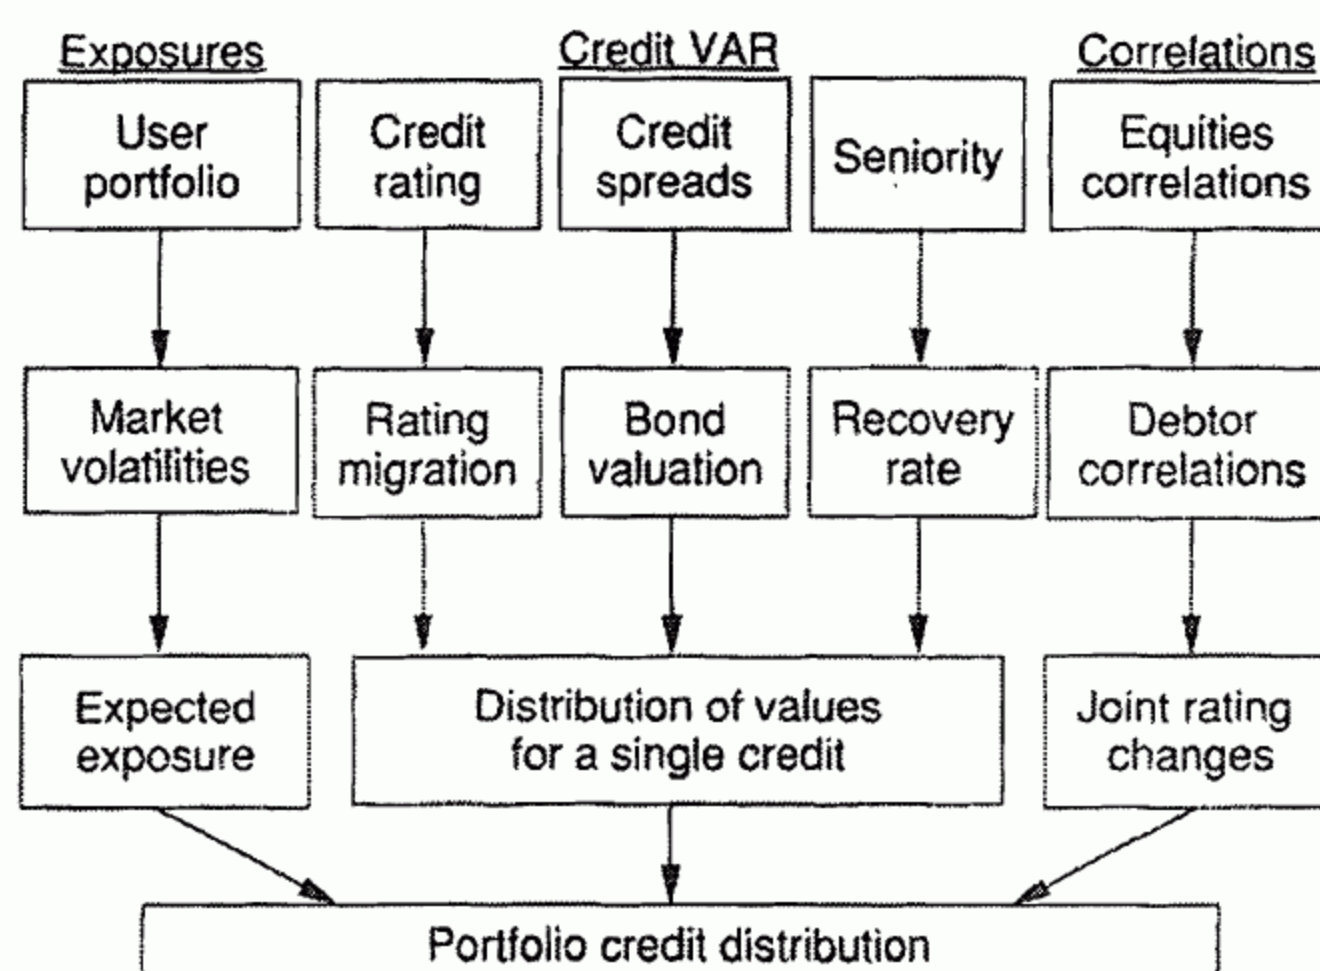 Exposures
Credit VAR
Correlations
User
portfolio
Credit
rating
Credit
spreads
Seniority
Equities
correlations
Market
volatilities
Rating
migration
Bond
valuation
Recovery
rate
Debtor
correlations
Expected
exposure
Distribution of values
for a single credit
Joint rating
changes
Portfolio credit distribution